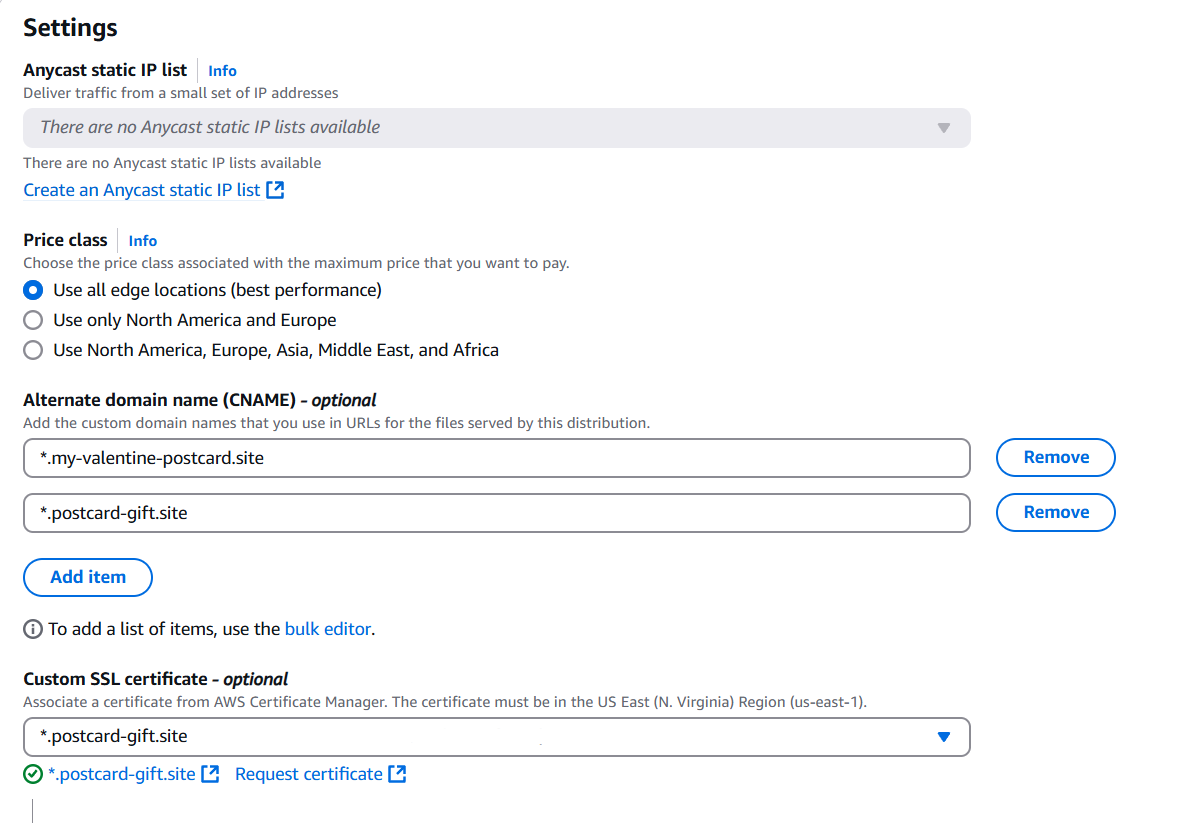 Settings
Anycast static IP list Info
Deliver traffic from a small set of IP addresses
There are no Anycast static IP lists available
There are no Anycast static IP lists available
Create an Anycast static IP list
Price class Info
Choose the price class associated with the maximum price that you want to pay.
Use all edge locations (best performance)
Use only North America and Europe
Use North America, Europe, Asia, Middle East, and Africa
Alternate domain name (CNAME) - optional
Add the custom domain names that you use in URLs for the files served by this distribution.
*.my-valentine-postcard.site Remove
*.postcard-gift.site Remove
Add item
To add a list of items, use the bulk editor.
Custom SSL certificate - optional
Associate a certificate from AWS Certificate Manager. The certificate must be in the US East (N. Virginia) Region (us-east-1).
*.postcard-gift.site
*.postcard-gift.site Request certificate